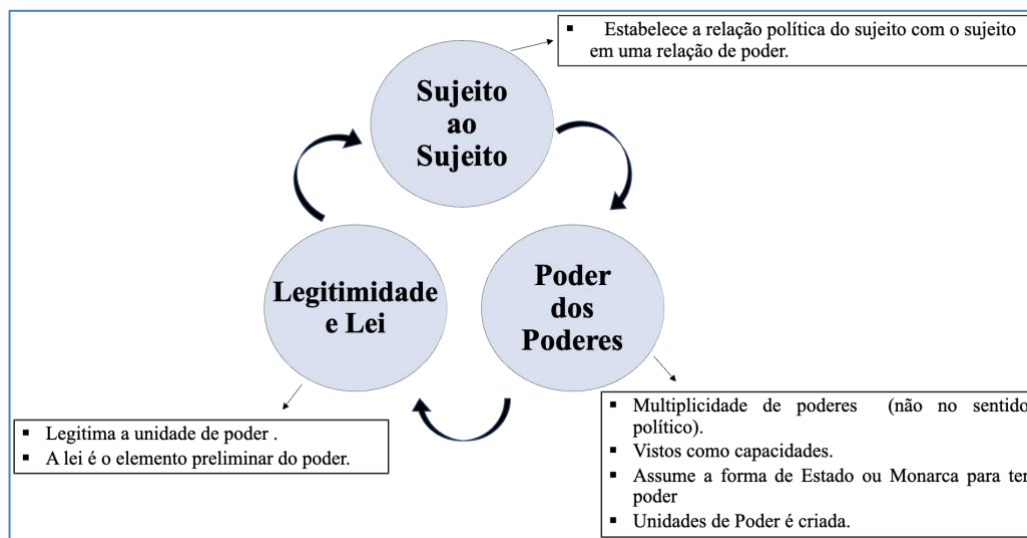 ▪ Estabelece a relação política do sujeito com o sujeito
em uma relação de poder.
Sujeito
ao
Sujeito
Poder
dos
Poderes
▪ Multiplicidade de poderes (não no sentido
político).
▪ Vistos como capacidades.
▪ Assume a forma de Estado ou Monarca para ter
poder
▪ Unidades de Poder é criada.
Legitimidade
e Lei
▪ Legitima a unidade de poder .
▪ A lei é o elemento preliminar do poder.